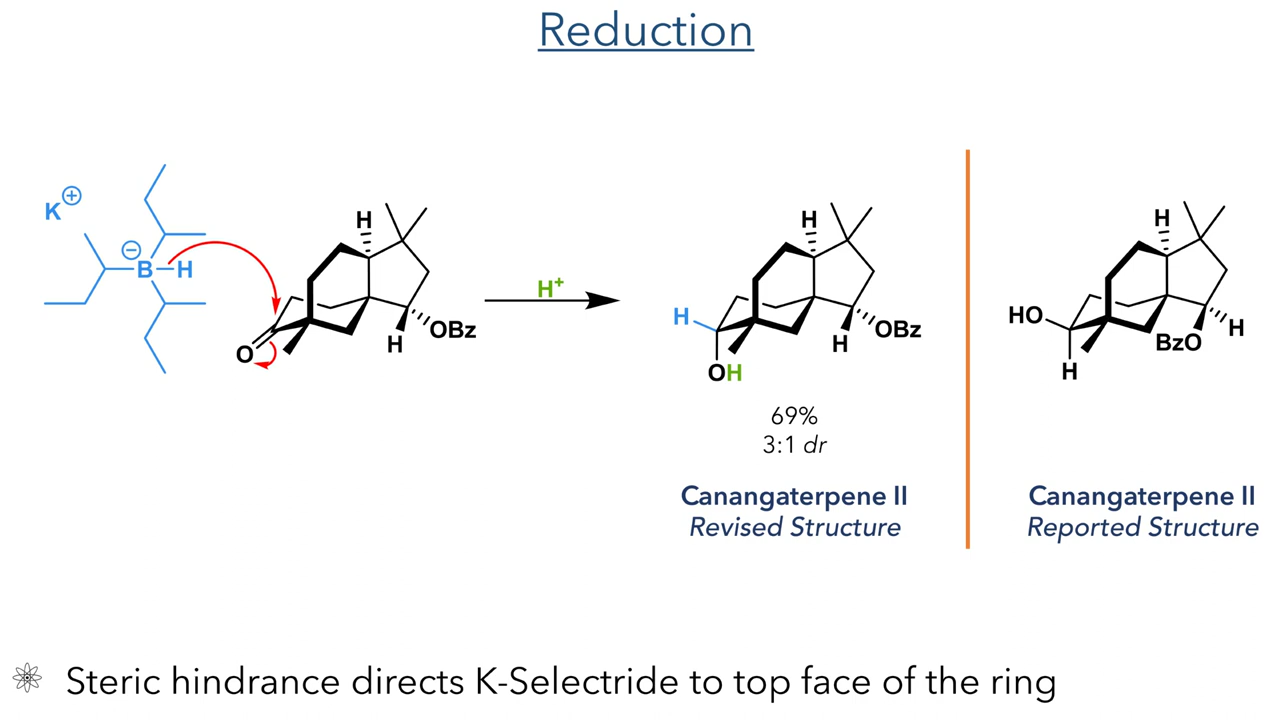 Reduction
K⊕
⊖
B–H
H
O
H
OBz
H⁺
H
H
OH
H
OBz
69%
3:1 dr
Canangaterpene II
Revised Structure
H
HO
H
BzO
H
Canangaterpene II
Reported Structure
Steric hindrance directs K-Selectride to top face of the ring